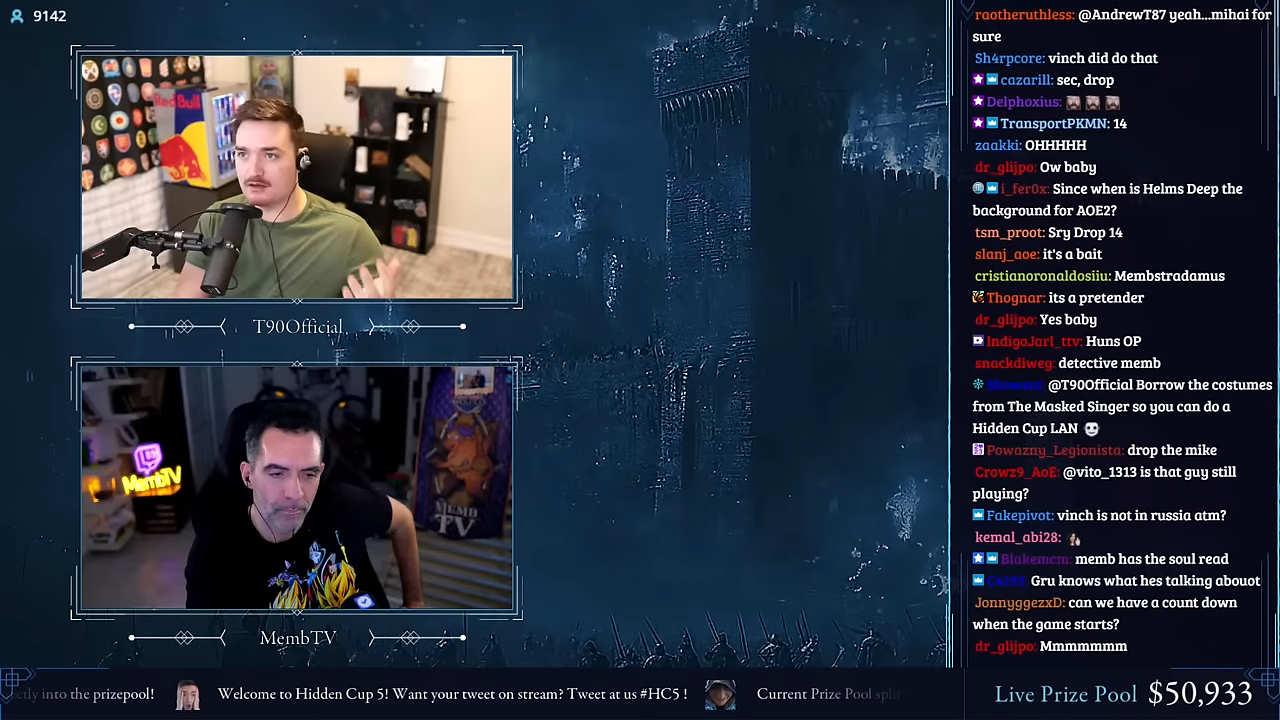 9142
RedBull
T90Official
MembTV
MEMB
TV
MembTV
raotheruthless: @AndrewT87 yeah...mihai for
sure
Sh4rpcore: vinch did do that
cazarill: sec, drop
Delphoxius:
TransportPKMN: 14
zaakki: OHHHHH
dr_glijpo: Ow baby
i_fer0x: Since when is Helms Deep the
background for AOE2?
tsm_proot: Sry Drop 14
slanj_aoe: it's a bait
cristianoronaldosiiu: Membstradamus
Thognar: its a pretender
dr_glijpo: Yes baby
IndigoJarl_ttv: Huns OP
snackdiweg: detective memb
@T90Official Borrow the costumes
from The Masked Singer so you can do a
Hidden Cup LAN
Powazny_Legionista: drop the mike
Crowz9_AoE: @vito_1313 is that guy still
playing?
Fakepivot: vinch is not in russia atm?
kemal_abi28:
Blakemcm: memb has the soul read
Gru knows what hes talking abouot
JonnyggezxD: can we have a count down
when the game starts?
dr_glijpo: Mmmmmmm
ctly into the prizepool!
Welcome to Hidden Cup 5! Want your tweet on stream? Tweet at us #HC5 !
Current Prize Pool split
Live Prize Pool $50,933